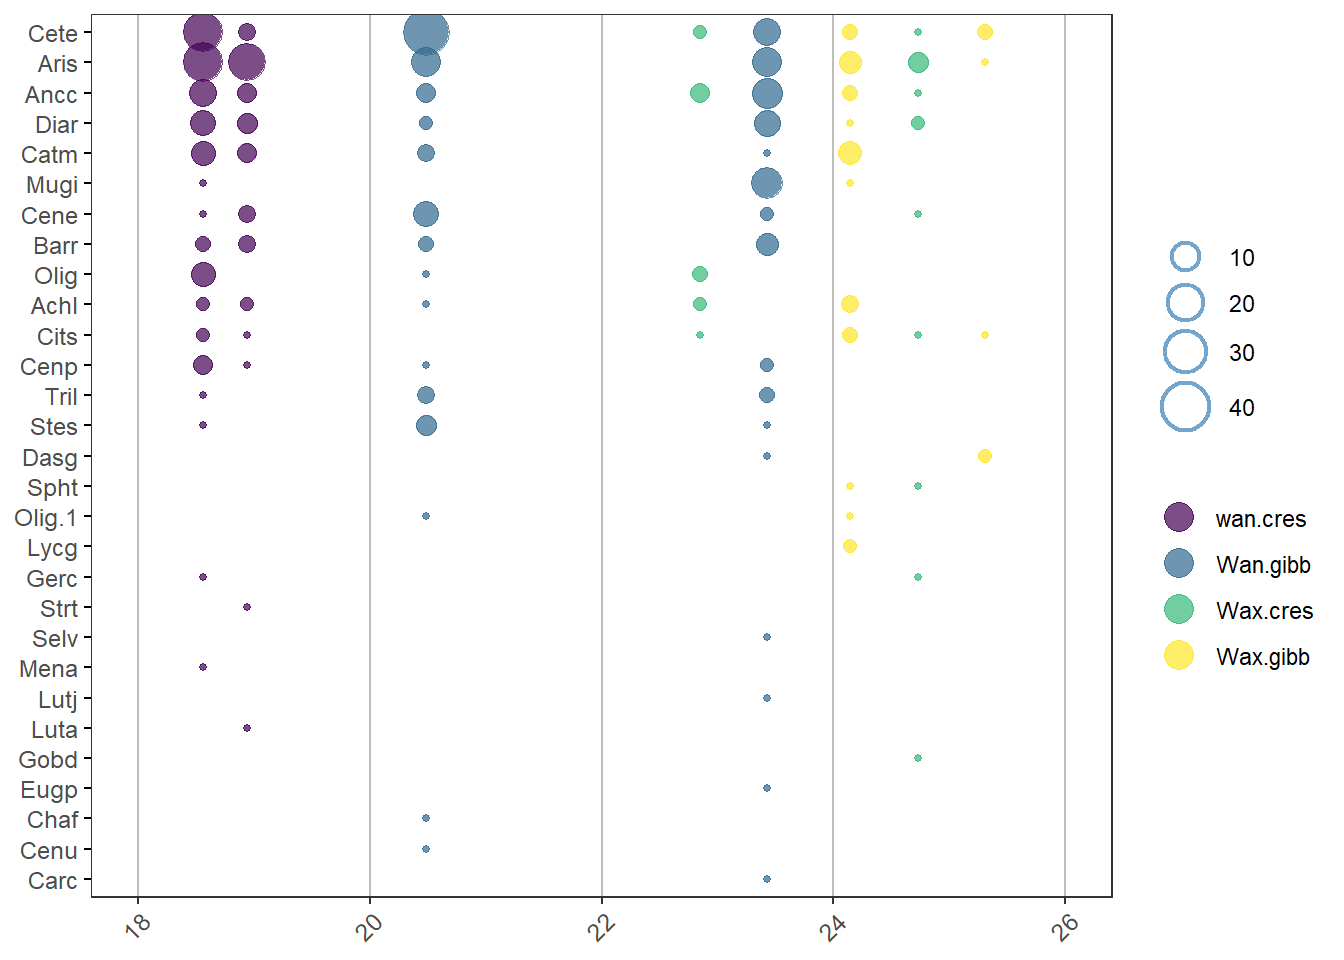 Cete
Aris
Ancc
Diar
Catm
Mugi
Cene
Barr
Olig
Achl
Cits
Cenp
Tril
Stes
Dasg
Spht
Olig.1
Lycg
Gerc
Strt
Selv
Mena
Lutj
Luta
Gobd
Eugp
Chaf
Cenu
Carc
18
20
22
24
26
10
20
30
40
wan.cres
Wan.gibb
Wax.cres
Wax.gibb